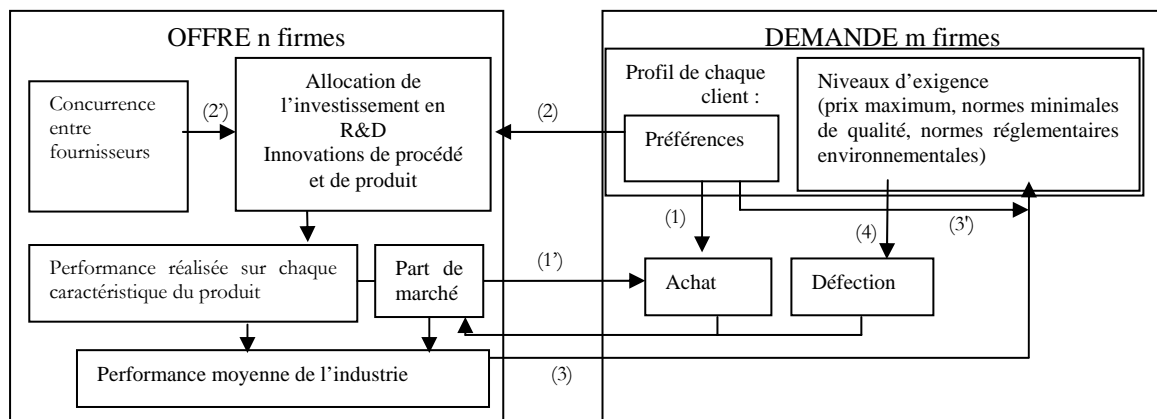 OFFRE n firmes
Concurrence
entre
fournisseurs
(2’)
Allocation de
l’investissement en
R&D
Innovations de procédé
et de produit
(2)
Performance réalisée sur chaque
caractéristique du produit
Part de
marché
(1’)
Performance moyenne de l’industrie
(3)
DEMANDE m firmes
Profil de chaque
client :
Préférences
Niveaux d’exigence
(prix maximum, normes minimales
de qualité, normes réglementaires
environnementales)
(1)
(4)
(3')
Achat
Défection